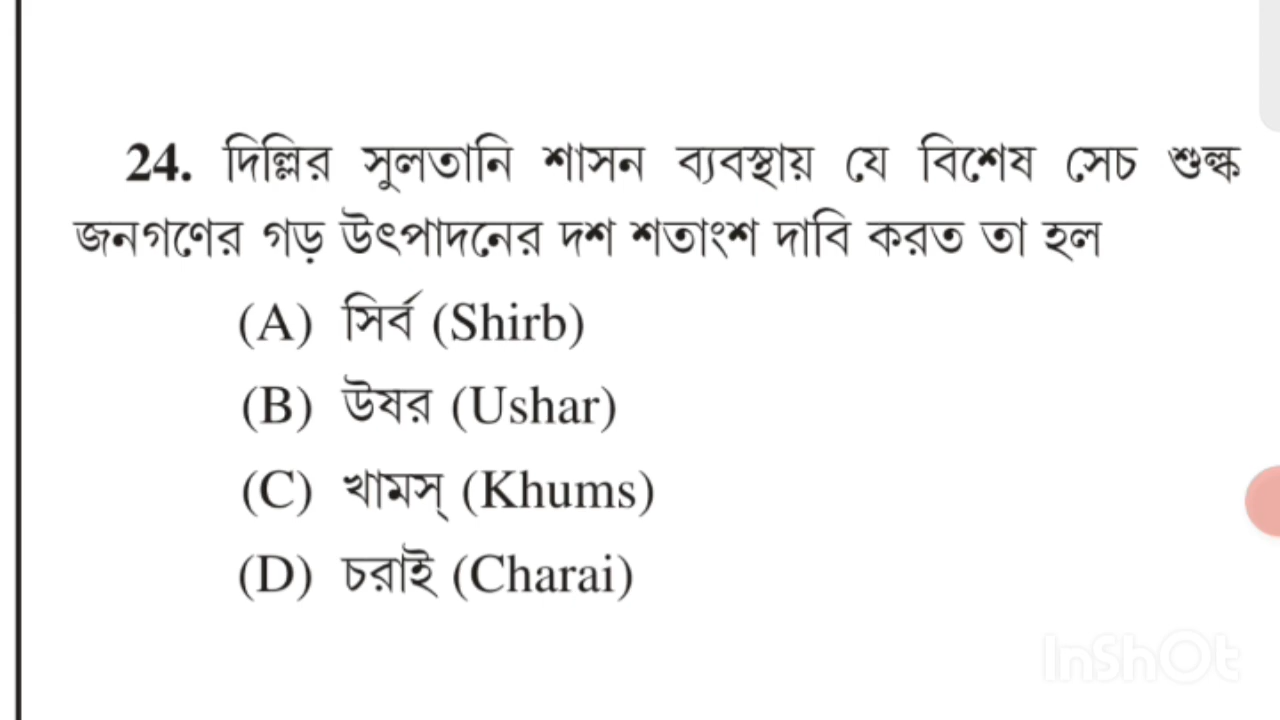 24. দিল্লির সুলতানি শাসন ব্যবস্থায় যে বিশেষ সেচ শুল্ক
জনগণের গড় উৎপাদনের দশ শতাংশ দাবি করত তা হল
(A) সির্ব (Shirb)
(B) উষর (Ushar)
(C) খামস্ (Khums)
(D) চরাই (Charai)
InShOt